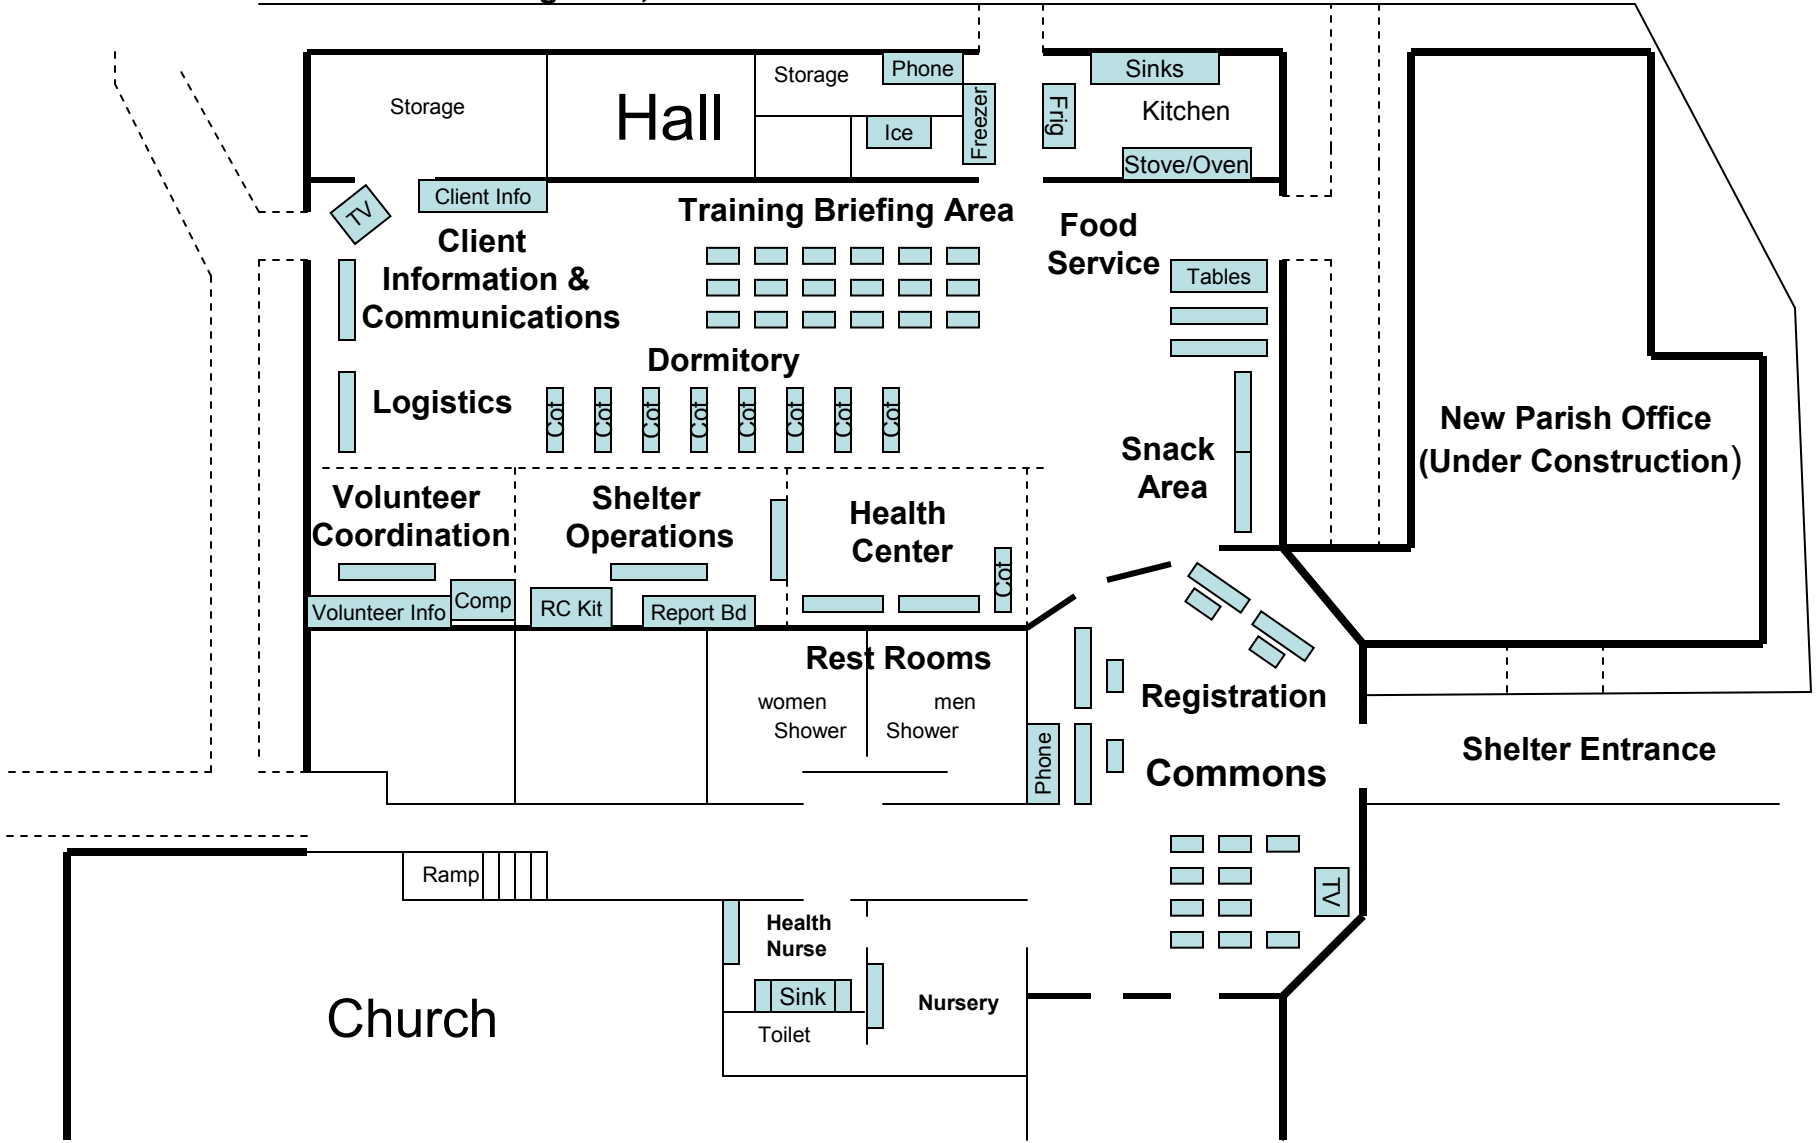 Storage
Hall
Storage
Phone
Ice
Freezer
Sinks
Frig
Kitchen
Stove/Oven
TV
Client Info
Client
Information &
Communications
Training Briefing Area
Food
Service
Tables
Dormitory
Logistics
Cot
Cot
Cot
Cot
Cot
Cot
Cot
Cot
Snack
Area
New Parish Office
(Under Construction)
Volunteer
Coordination
Shelter
Operations
Health
Center
Cot
Volunteer Info
Comp
RC Kit
Report Bd
Rest Rooms
women
Shower
men
Shower
Phone
Registration
Commons
Shelter Entrance
Ramp
TV
Health
Nurse
Sink
Toilet
Nursery
Church